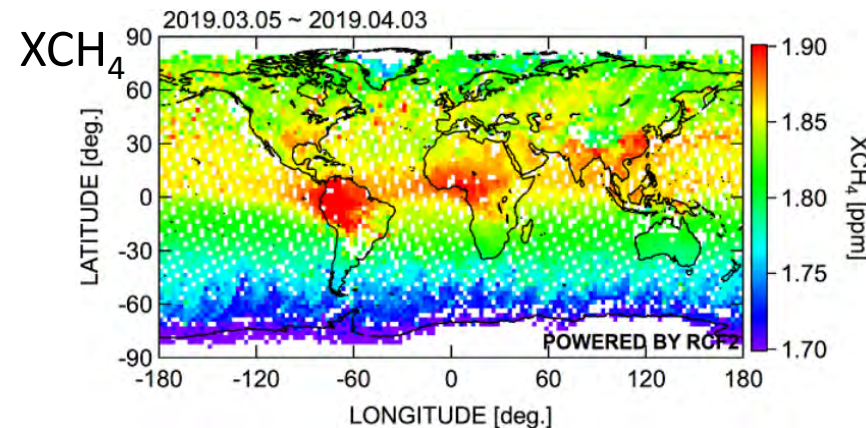 2019.03.05 ~ 2019.04.03
XCH4
90
60
30
0
-30
-60
-90
LATITUDE [deg.]
-180 -120 -60 0 60 120 180
LONGITUDE [deg.]
POWERED BY RCF2
1.90
1.85
1.80
1.75
1.70
XCH4 [ppm]